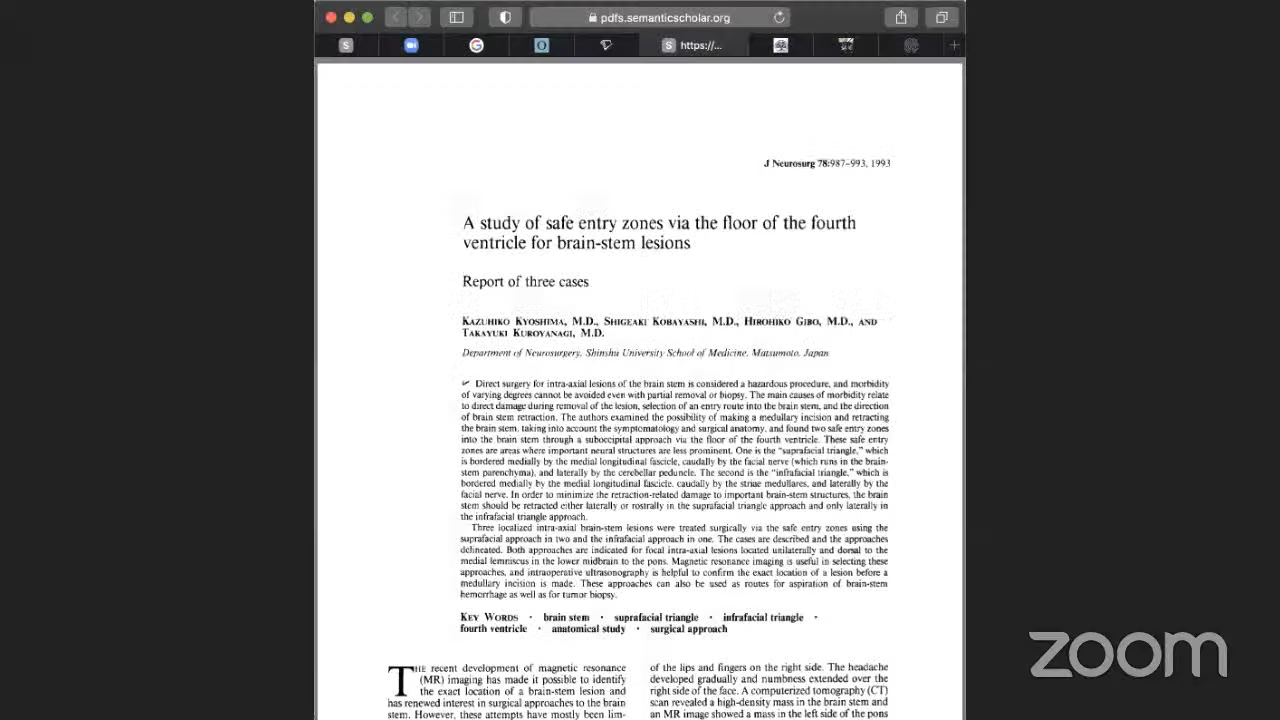 pdfs.semanticscholar.org
S
G
O
S https://...
J Neurosurg 78:987–993, 1993
A study of safe entry zones via the floor of the fourth
ventricle for brain-stem lesions
Report of three cases
KAZUHIKO KYOSHIMA, M.D., SHIGEAKI KOBAYASHI, M.D., HIROHIKO GIBO, M.D., AND
TAKAYUKI KUROYANAGI, M.D.
Department of Neurosurgery, Shinshu University School of Medicine, Matsumoto, Japan
✓ Direct surgery for intra-axial lesions of the brain stem is considered a hazardous procedure, and morbidity
of varying degrees cannot be avoided even with partial removal or biopsy. The main causes of morbidity relate
to direct damage during removal of the lesion, selection of an entry route into the brain stem, and the direction
of brain stem retraction. The authors examined the possibility of making a medullary incision and retracting
the brain stem, taking into account the symptomatology and surgical anatomy, and found two safe entry zones
into the brain stem through a suboccipital approach via the floor of the fourth ventricle. These safe entry
zones are areas where important neural structures are less prominent. One is the "suprafacial triangle," which
is bordered medially by the medial longitudinal fascicle, caudally by the facial nerve (which runs in the brain-
stem parenchyma), and laterally by the cerebellar peduncle. The second is the "infrafacial triangle," which is
bordered medially by the medial longitudinal fascicle, caudally by the striae medullares, and laterally by the
facial nerve. In order to minimize the retraction-related damage to important brain-stem structures, the brain
stem should be retracted either laterally or rostrally in the suprafacial triangle approach and only laterally in
the infrafacial triangle approach.
Three localized intra-axial brain-stem lesions were treated surgically via the safe entry zones using the
suprafacial approach in two and the infrafacial approach in one. The cases are described and the approaches
delineated. Both approaches are indicated for focal intra-axial lesions located unilaterally and dorsal to the
medial lemniscus in the lower midbrain to the pons. Magnetic resonance imaging is useful in selecting these
approaches, and intraoperative ultrasonography is helpful to confirm the exact location of a lesion before a
medullary incision is made. These approaches can also be used as routes for aspiration of brain-stem
hemorrhage as well as for tumor biopsy.
KEY WORDS • brain stem • suprafacial triangle • infrafacial triangle •
fourth ventricle • anatomical study • surgical approach
THE recent development of magnetic resonance
(MR) imaging has made it possible to identify
the exact location of a brain-stem lesion and
has renewed interest in surgical approaches to the brain
stem. However, these attempts have mostly been lim-
of the lips and fingers on the right side. The headache
developed gradually and numbness extended over the
right side of the face. A computerized tomography (CT)
scan revealed a high-density mass in the brain stem and
an MR image showed a mass in the left side of the pons
zoom